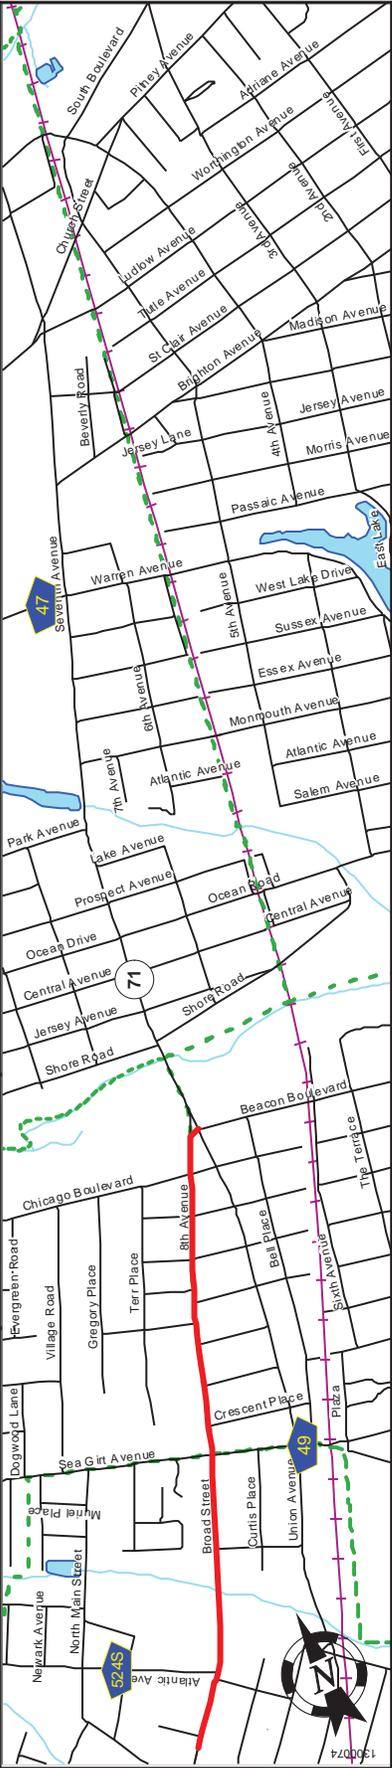 South Boulevard
Pitney Avenue
Adriane Avenue
First Avenue
Worthington Avenue
2nd Avenue
3rd Avenue
Church Street
Ludlow Avenue
Tuttle Avenue
St Clair Avenue
Brighton Avenue
Madison Avenue
Beverly Road
Jersey Lane
4th Avenue
Jersey Avenue
Morris Avenue
Passaic Avenue
East Lake
47
Seventh Avenue
Warren Avenue
5th Avenue
West Lake Drive
Sussex Avenue
6th Avenue
Essex Avenue
Monmouth Avenue
7th Avenue
Atlantic Avenue
Atlantic Avenue
Salem Avenue
Park Avenue
Lake Avenue
Prospect Avenue
Ocean Road
Central Avenue
Ocean Drive
Central Avenue
71
Jersey Avenue
Shore Road
Shore Road
Beacon Boulevard
Chicago Boulevard
The Terrace
Evergreen Road
8th Avenue
Village Road
Gregory Place
Terr Place
Bell Place
Sixth Avenue
Crescent Place
Plaza
Dogwood Lane
Sea Girt Avenue
49
Muriel Place
Broad Street
Curtis Place
Union Avenue
Newark Avenue
North Main Street
524S
Atlantic Ave
N
1300074